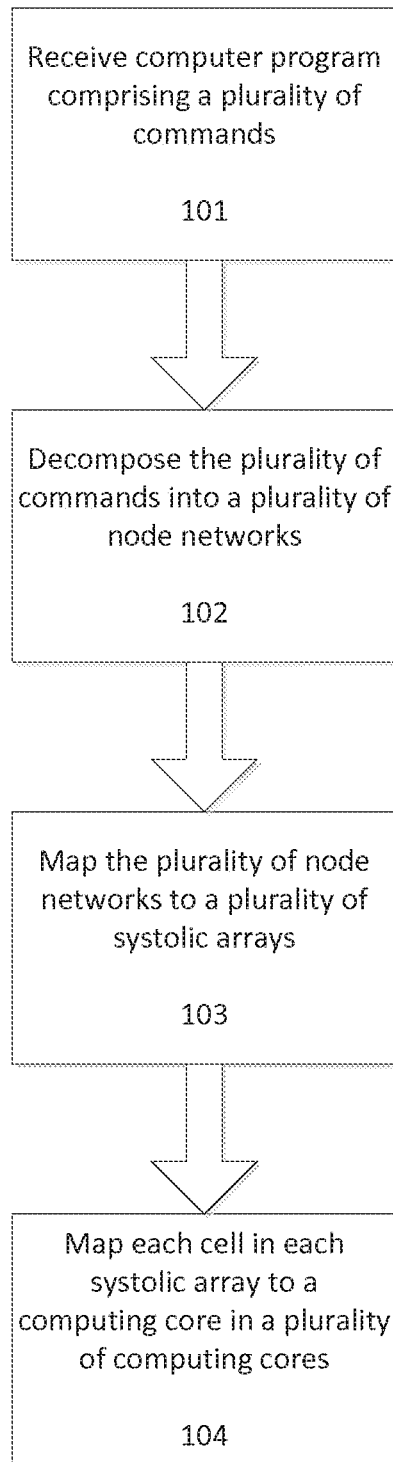 Receive computer program
comprising a plurality of
commands
101
Decompose the plurality of
commands into a plurality of
node networks
102
Map the plurality of node
networks to a plurality of
systolic arrays
103
Map each cell in each
systolic array to a
computing core in a plurality
of computing cores
104